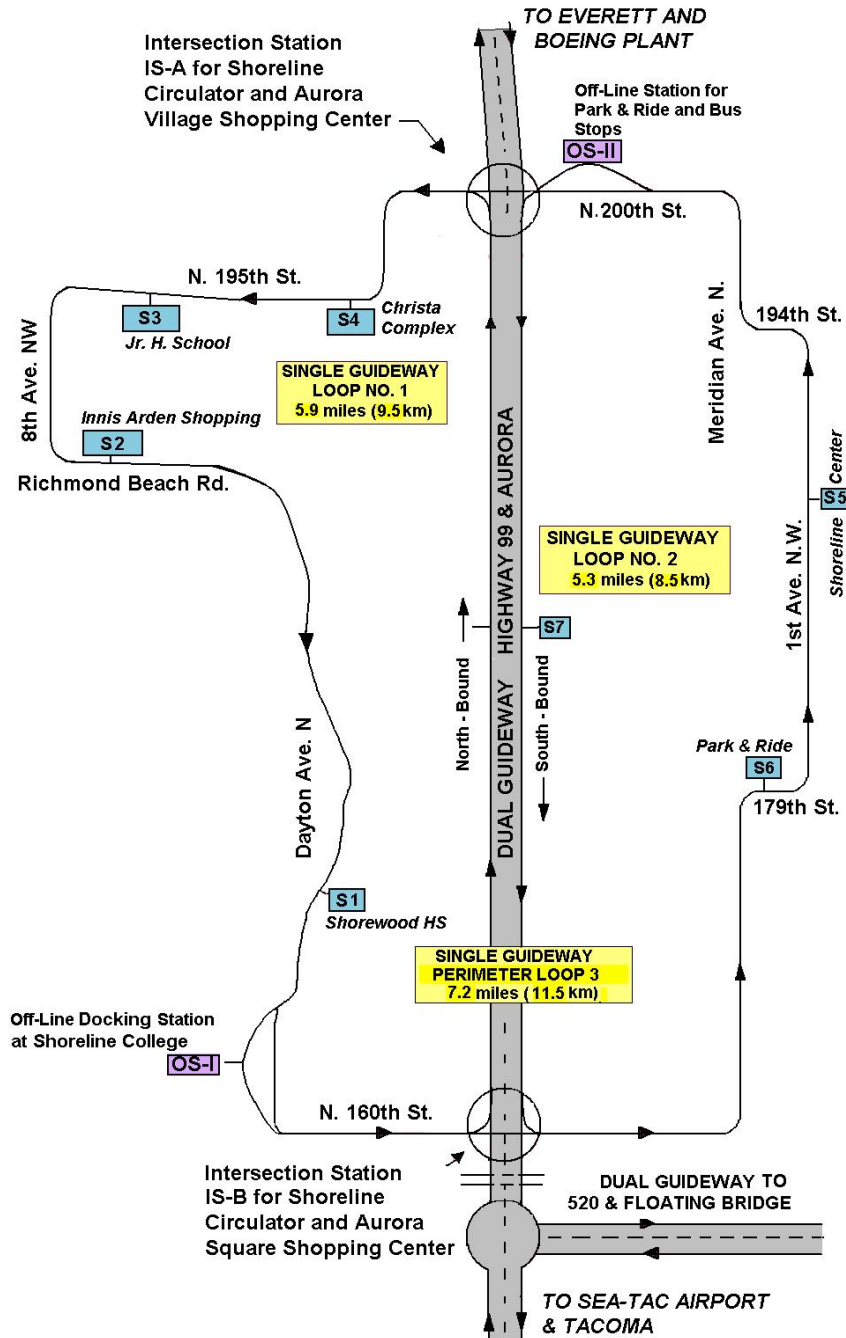 TO EVERETT AND
BOEING PLANT
Intersection Station
IS-A for Shoreline
Circulator and Aurora
Village Shopping Center
Off-Line Station for
Park & Ride and Bus
Stops
OS-II
N. 200th St.
N. 195th St.
S3
Jr. H. School
S4
Christa
Complex
8th Ave. NW
Meridian Ave. N.
194th St.
SINGLE GUIDEWAY
LOOP NO. 1
5.9 miles (9.5 km)
Innis Arden Shopping
S2
Richmond Beach Rd.
DUAL GUIDEWAY HIGHWAY 99 & AURORA
SINGLE GUIDEWAY
LOOP NO. 2
5.3 miles (8.5 km)
S5
Shoreline Center
1st Ave. N.W.
S7
North - Bound
South - Bound
Dayton Ave. N
Park & Ride
S6
179th St.
S1
Shorewood HS
SINGLE GUIDEWAY
PERIMETER LOOP 3
7.2 miles (11.5 km)
Off-Line Docking Station
at Shoreline College
OS-I
N. 160th St.
Intersection Station
IS-B for Shoreline
Circulator and Aurora
Square Shopping Center
DUAL GUIDEWAY TO
520 & FLOATING BRIDGE
TO SEA-TAC AIRPORT
& TACOMA